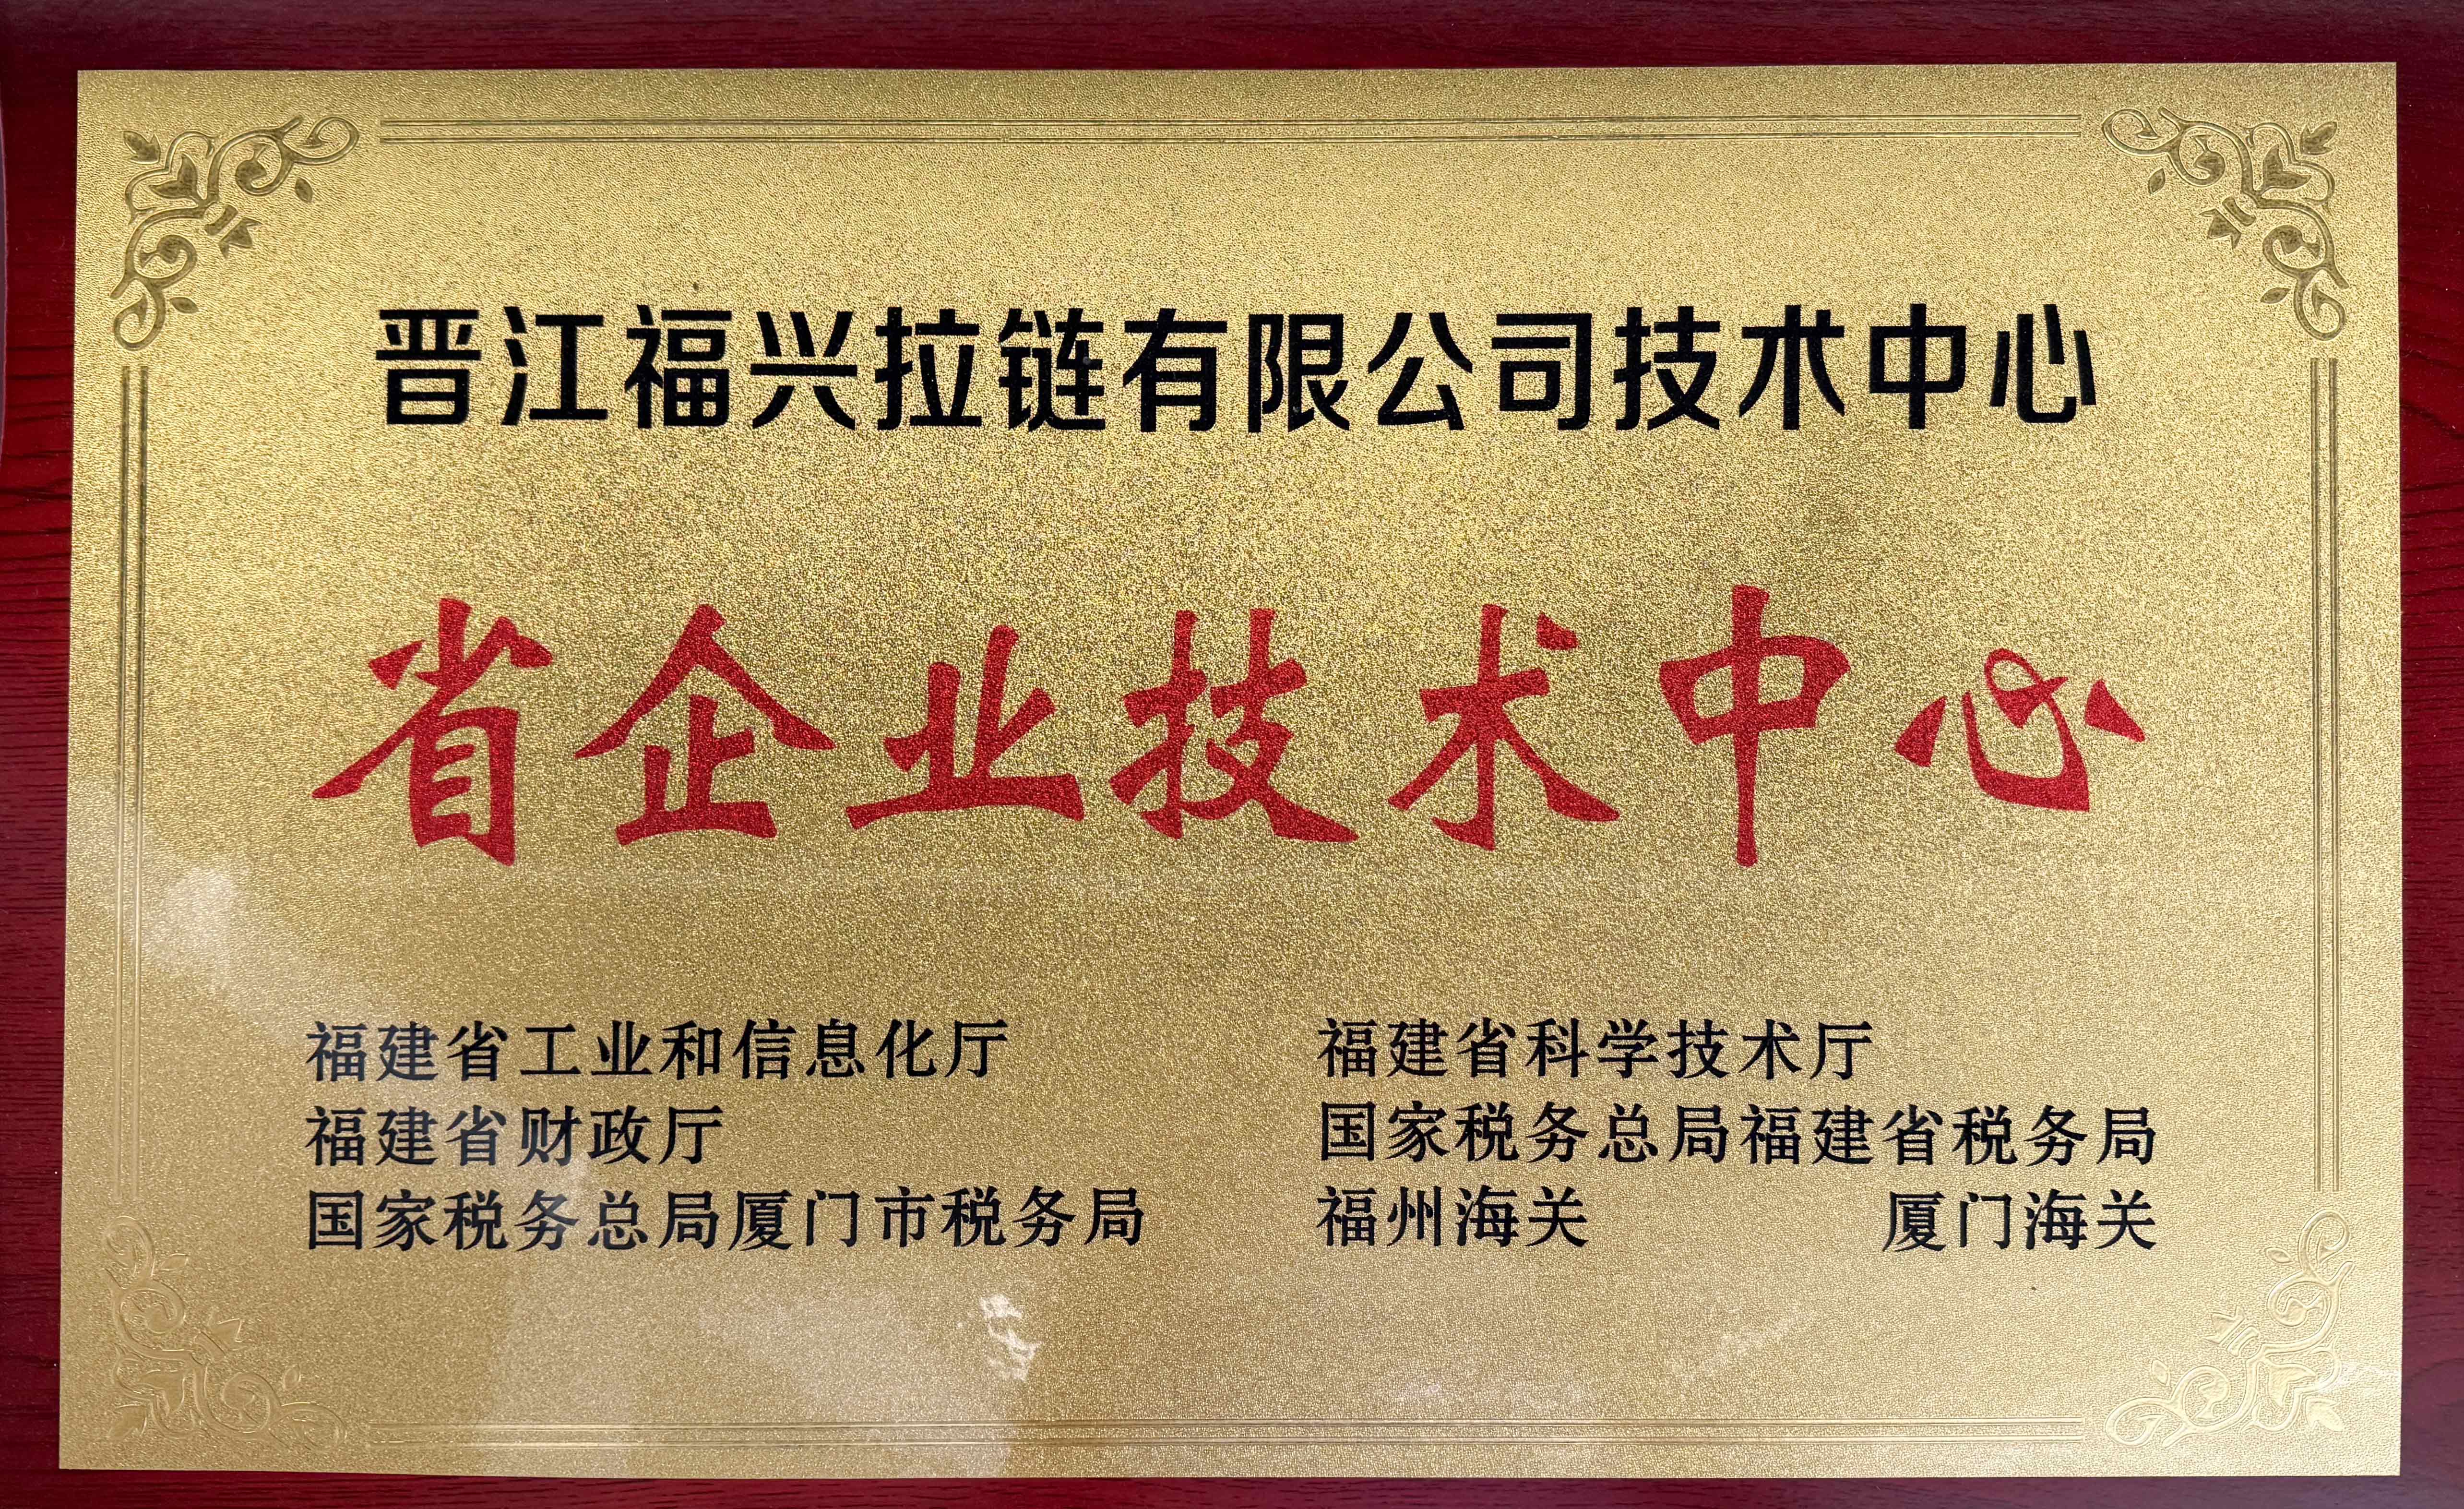 晋江福兴拉链有限公司技术中心
省企业技术中心
福建省工业和信息化厅 福建省科学技术厅
福建省财政厅 国家税务总局福建省税务局
国家税务总局厦门市税务局 福州海关 厦门海关